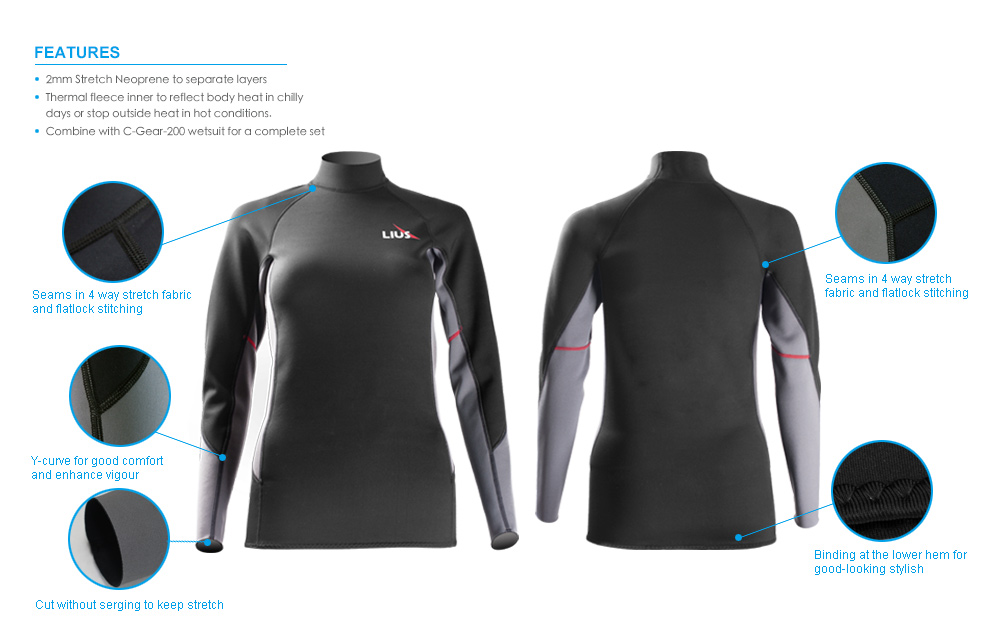 FEATURES
2mm Stretch Neoprene to separate layers
Thermal fleece inner to reflect body heat in chilly
days or stop outside heat in hot conditions.
Combine with C-Gear-200 wetsuit for a complete set
LIUS
Seams in 4 way stretch fabric
and flatlock stitching
Seams in 4 way stretch
fabric and flatlock stitching
Y-curve for good comfort
and enhance vigour
Binding at the lower hem for
good-looking stylish
Cut without serging to keep stretch